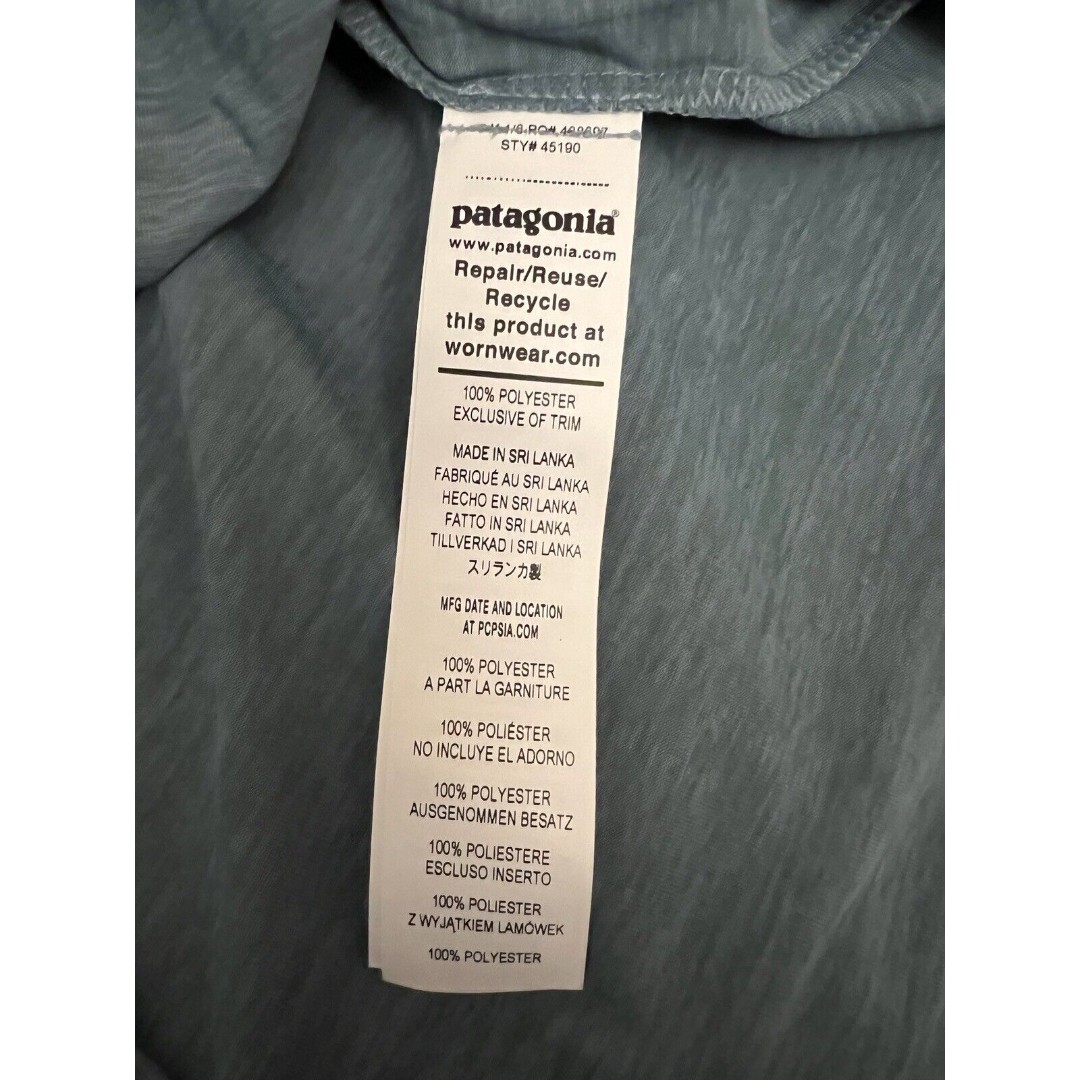 STY# 45190
patagonia®
www.patagonia.com
Repair/Reuse/
Recycle
this product at
wornwear.com
100% POLYESTER
EXCLUSIVE OF TRIM
MADE IN SRI LANKA
FABRIQUÉ AU SRI LANKA
HECHO EN SRI LANKA
FATTO IN SRI LANKA
TILLVERKAD I SRI LANKA
スリランカ製
MFG DATE AND LOCATION
AT PCPSIA.COM
100% POLYESTER
A PART LA GARNITURE
100% POLIÉSTER
NO INCLUYE EL ADORNO
100% POLYESTER
AUSGENOMMEN BESATZ
100% POLIESTERE
ESCLUSO INSERTO
100% POLIESTER
Z WYJĄTKIEM LAMÓWEK
100% POLYESTER